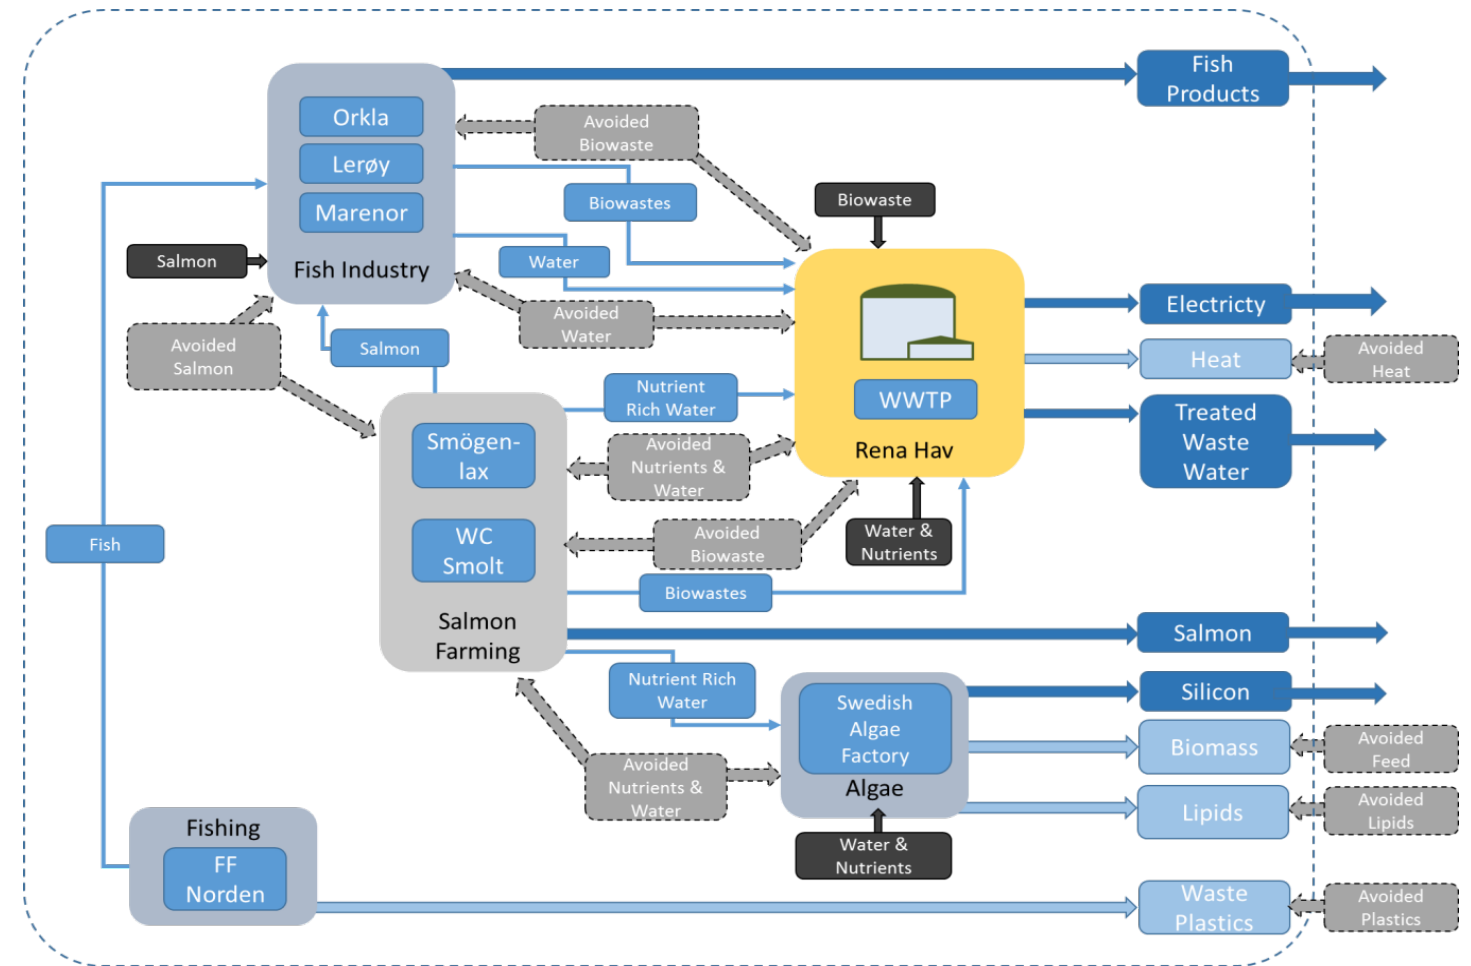 Fish
Products
Orkla
Lerøy
Marenor
Fish Industry
Avoided
Biowaste
Biowastes
Water
Biowaste
Salmon
Avoided
Salmon
Salmon
Avoided
Water
WWTP
Rena Hav
Electricty
Heat
Avoided
Heat
Treated
Waste
Water
Nutrient
Rich Water
Smögen-
lax
WC
Smolt
Salmon
Farming
Avoided
Nutrients &
Water
Avoided
Biowaste
Water &
Nutrients
Biowastes
Fish
Salmon
Nutrient Rich
Water
Silicon
Swedish
Algae
Factory
Algae
Biomass
Avoided
Feed
Avoided
Nutrients &
Water
Lipids
Avoided
Lipids
Water &
Nutrients
Fishing
FF
Norden
Waste
Plastics
Avoided
Plastics